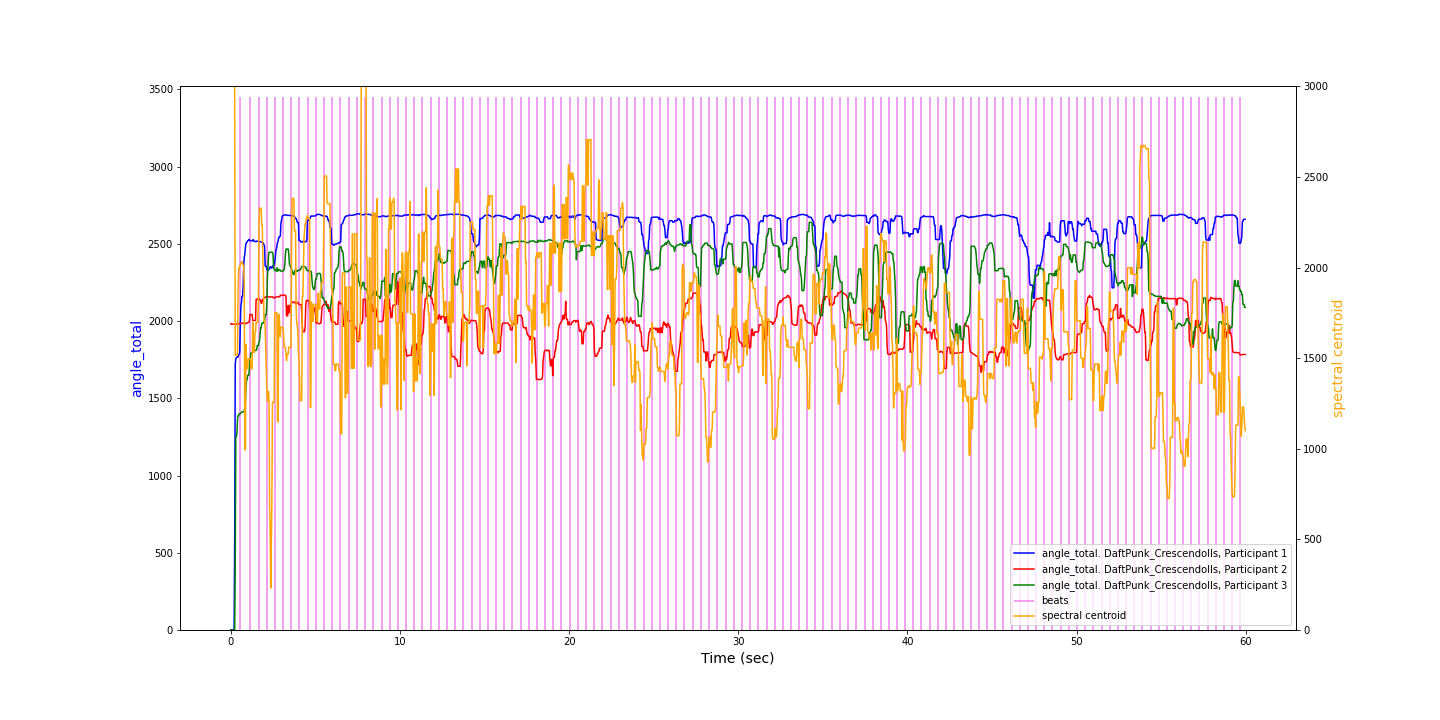 3500
3000
2500
2000
1500
1000
500
0
angle_total
3000
2500
2000
1500
1000
500
0
spectral centroid
angle_total. DaftPunk_Crescendolls, Participant 1
angle_total. DaftPunk_Crescendolls, Participant 2
angle_total. DaftPunk_Crescendolls, Participant 3
beats
spectral centroid
0 10 20 30 40 50 60
Time (sec)